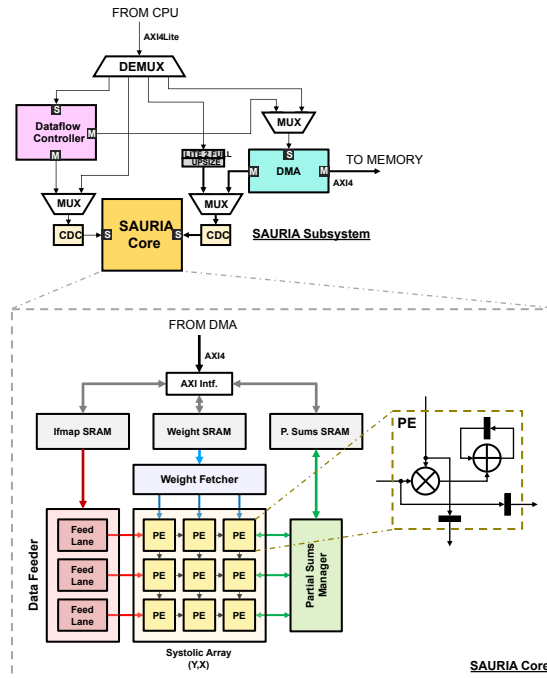 FROM CPU
AXI4Lite
DEMUX
S
Dataflow
Controller
M
M
MUX
LITE 2 FULL
UPSIZE
S
M
DMA
M
TO MEMORY
AXI4
MUX
MUX
CDC
S
SAURIA
Core
S
CDC
SAURIA Subsystem
FROM DMA
AXI4
AXI Intf.
Ifmap SRAM
Weight SRAM
P. Sums SRAM
PE
Weight Fetcher
Data Feeder
Feed
Lane
PE
PE
PE
Feed
Lane
PE
PE
PE
Feed
Lane
PE
PE
PE
Partial Sums
Manager
Systolic Array
(Y,X)
SAURIA Core